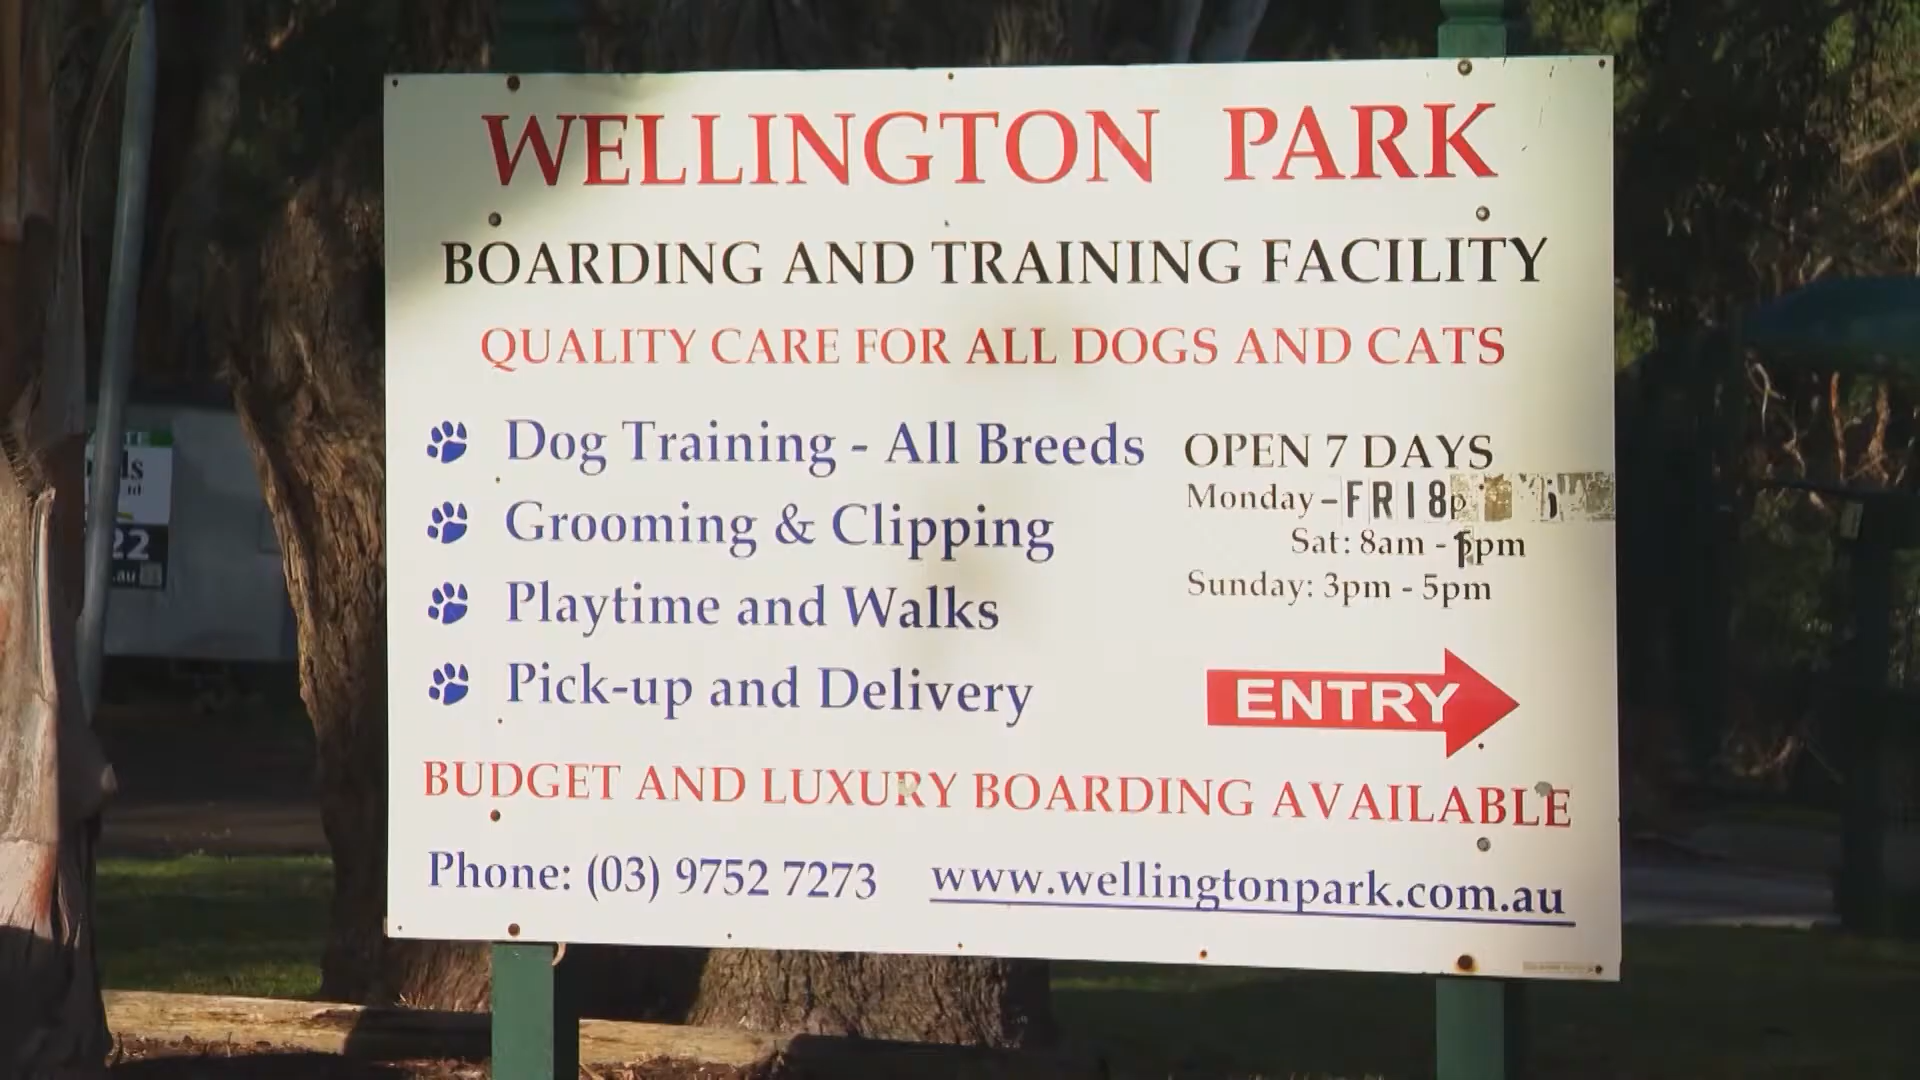 WELLINGTON PARK
BOARDING AND TRAINING FACILITY
QUALITY CARE FOR ALL DOGS AND CATS
Dog Training - All Breeds
Grooming & Clipping
Playtime and Walks
Pick-up and Delivery
OPEN 7 DAYS
Monday - FRI 8
Sat: 8am -
Sunday: 3pm - 5pm
ENTRY
BUDGET AND LUXURY BOARDING AVAILABLE
Phone: (03) 9752 7273 www.wellingtonpark.com.au
22
.au